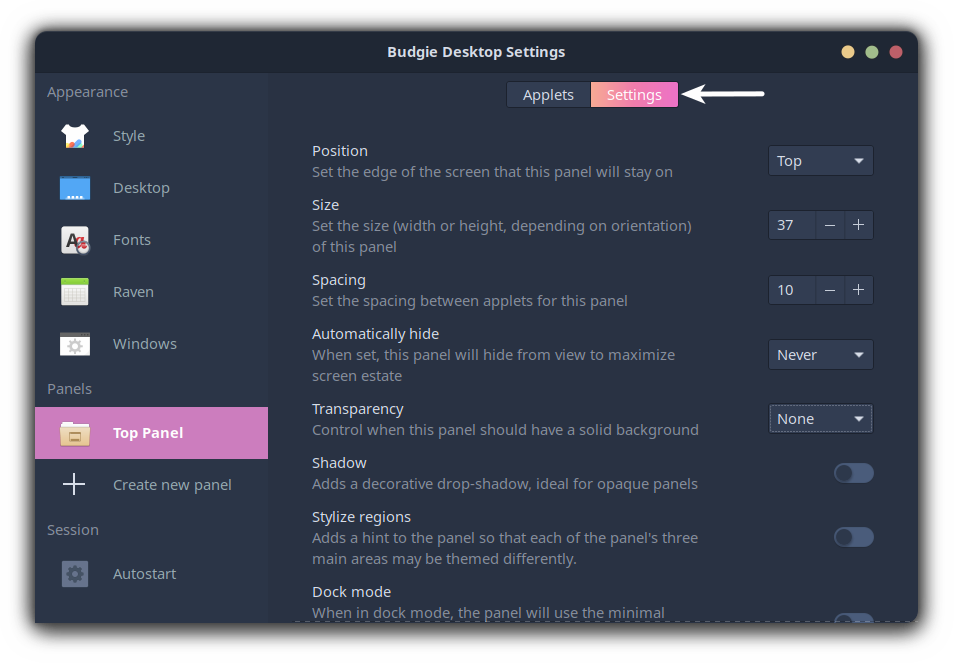 Budgie Desktop Settings
Appearance
Style
Desktop
Fonts
Raven
Windows
Panels
Top Panel
Create new panel
Session
Autostart
Applets
Settings
Position
Set the edge of the screen that this panel will stay on
Top
Size
Set the size (width or height, depending on orientation)
of this panel
37
Spacing
Set the spacing between applets for this panel
10
Automatically hide
When set, this panel will hide from view to maximize
screen estate
Never
Transparency
Control when this panel should have a solid background
None
Shadow
Adds a decorative drop-shadow, ideal for opaque panels
Stylize regions
Adds a hint to the panel so that each of the panel's three
main areas may be themed differently.
Dock mode
When in dock mode, the panel will use the minimal